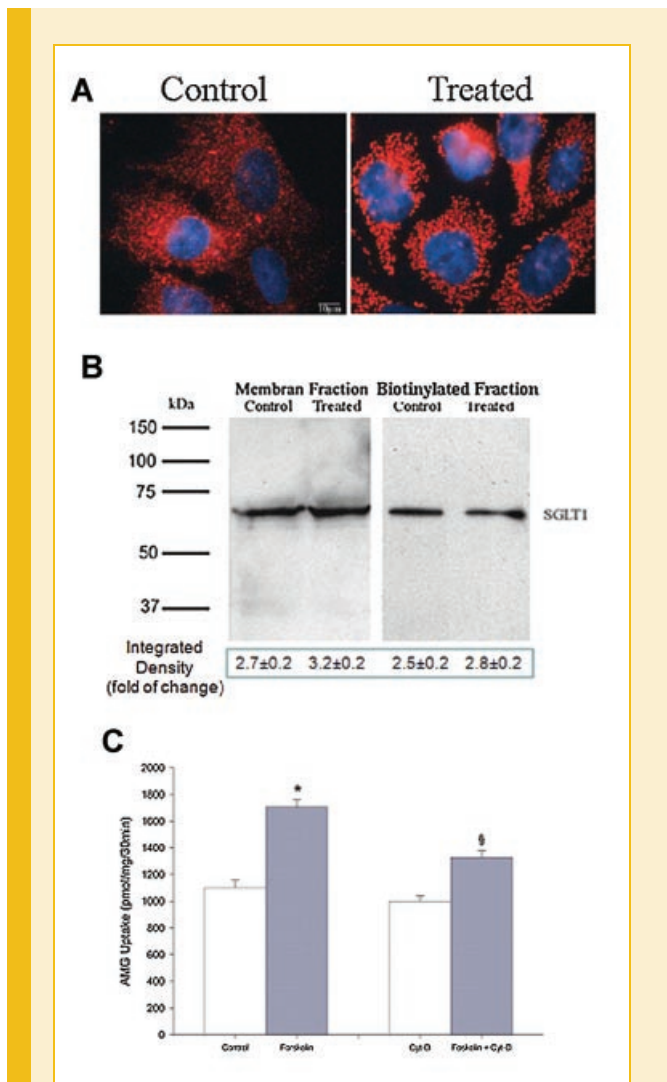 A
Control Treated
10µm
B
Membran Fraction Biotinylated Fraction
kDa Control Treated Control Treated
150
100
75
SGLT1
50
37
Integrated
Density
(fold of change)
2.7±0.2 3.2±0.2 2.5±0.2 2.8±0.2
C
AMG Uptake (pmol/mg/30min)
2000
1800
1600
1400
1200
1000
800
600
400
200
0
*
§
Control Forskolin Cyt-D Foskolin + Cyt-D